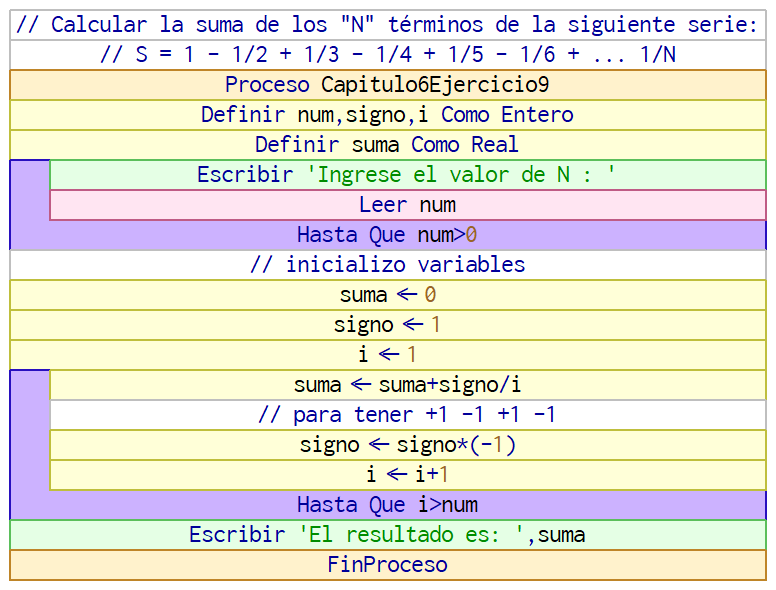 // Calcular la suma de los "N" términos de la siguiente serie:
// S = 1 - 1/2 + 1/3 - 1/4 + 1/5 - 1/6 + ... 1/N
Proceso Capitulo6Ejercicio9
Definir num,signo,i Como Entero
Definir suma Como Real
Escribir 'Ingrese el valor de N : '
Leer num
Hasta Que num>0
// inicializo variables
suma ← 0
signo ← 1
i ← 1
suma ← suma+signo/i
// para tener +1 -1 +1 -1
signo ← signo*(-1)
i ← i+1
Hasta Que i>num
Escribir 'El resultado es: ',suma
FinProceso